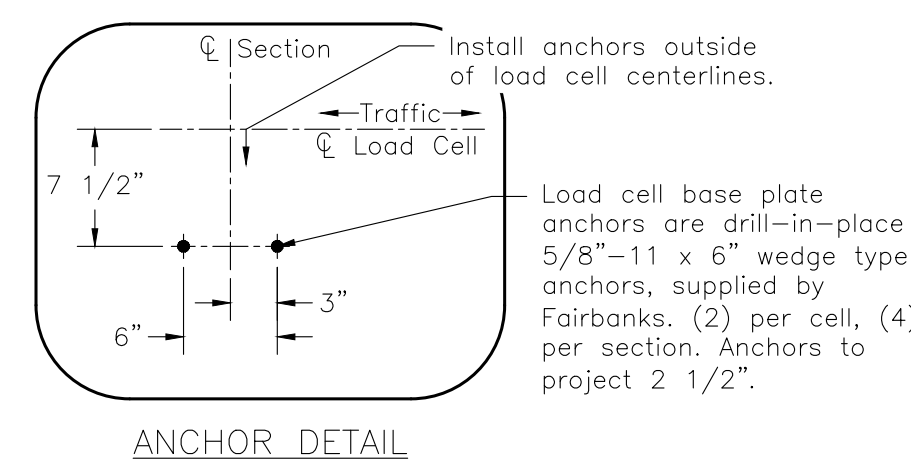 ℄ Section
Install anchors outside
of load cell centerlines.
Traffic
℄ Load Cell
7 1/2"
Load cell base plate
anchors are drill-in-place
5/8"-11 x 6" wedge type
anchors, supplied by
Fairbanks. (2) per cell, (4)
per section. Anchors to
project 2 1/2".
3"
6"
ANCHOR DETAIL